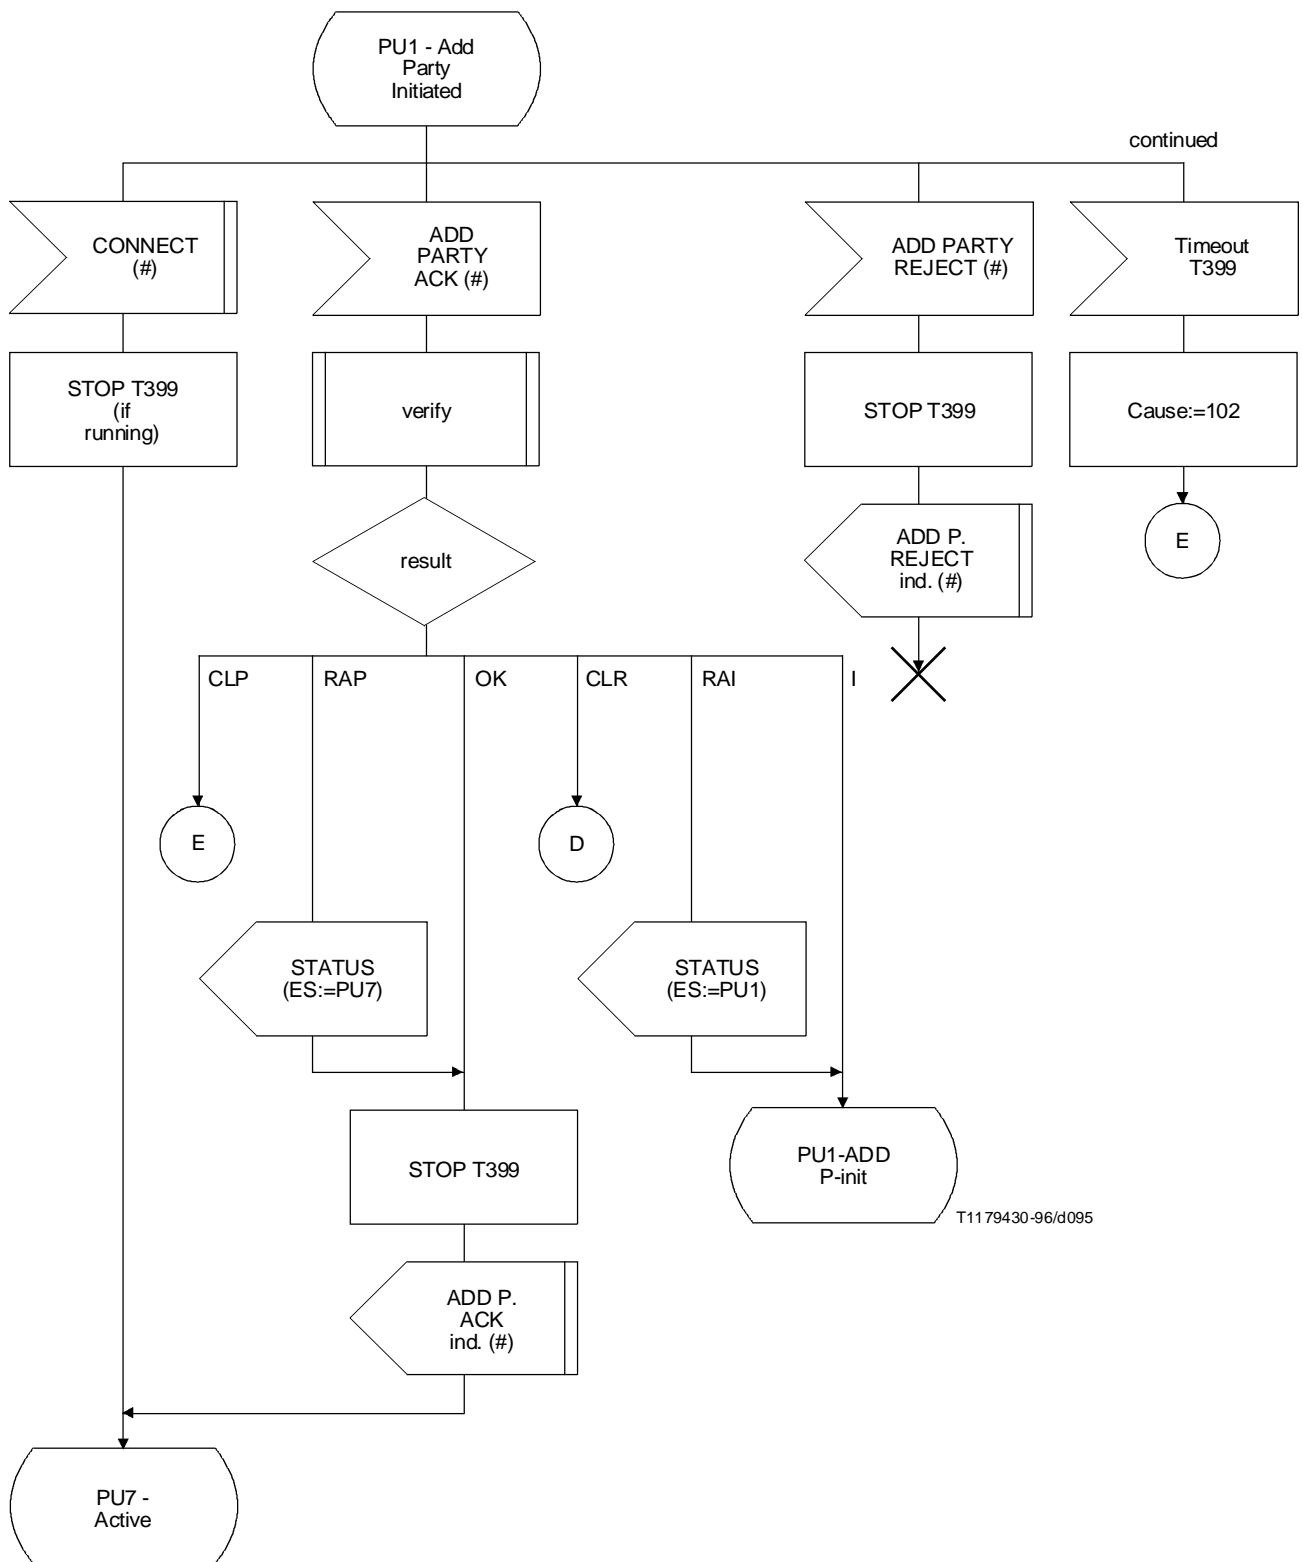 PU1 - Add
Party
Initiated
continued
CONNECT
(#)
ADD
PARTY
ACK (#)
ADD PARTY
REJECT (#)
Timeout
T399
STOP T399
(if
running)
verify
STOP T399
Cause:=102
result
ADD P.
REJECT
ind. (#)
E
CLP
RAP
OK
CLR
RAI
I
E
D
STATUS
(ES:=PU7)
STATUS
(ES:=PU1)
STOP T399
PU1-ADD
P-init
T1179430-96/d095
ADD P.
ACK
ind. (#)
PU7 -
Active